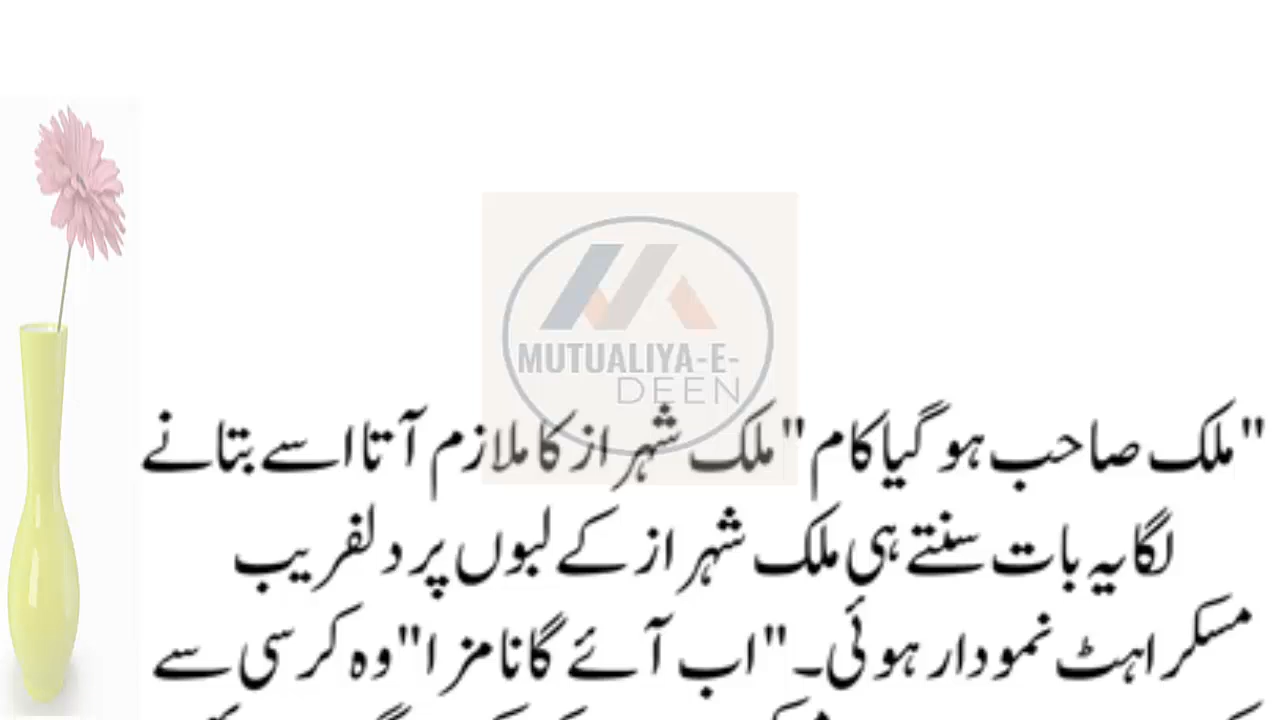 MUTUALIYA-E-
DEEN
"ملک صاحب ہو گیا کام" ملک شہراز کا ملازم آتا اسے بتانے
لگا یہ بات سنتے ہی ملک شہراز کے لبوں پر دلفریب
مسکراہٹ نمودار ہوئی۔ "اب آئے گا نا مزا" وہ کرسی سے